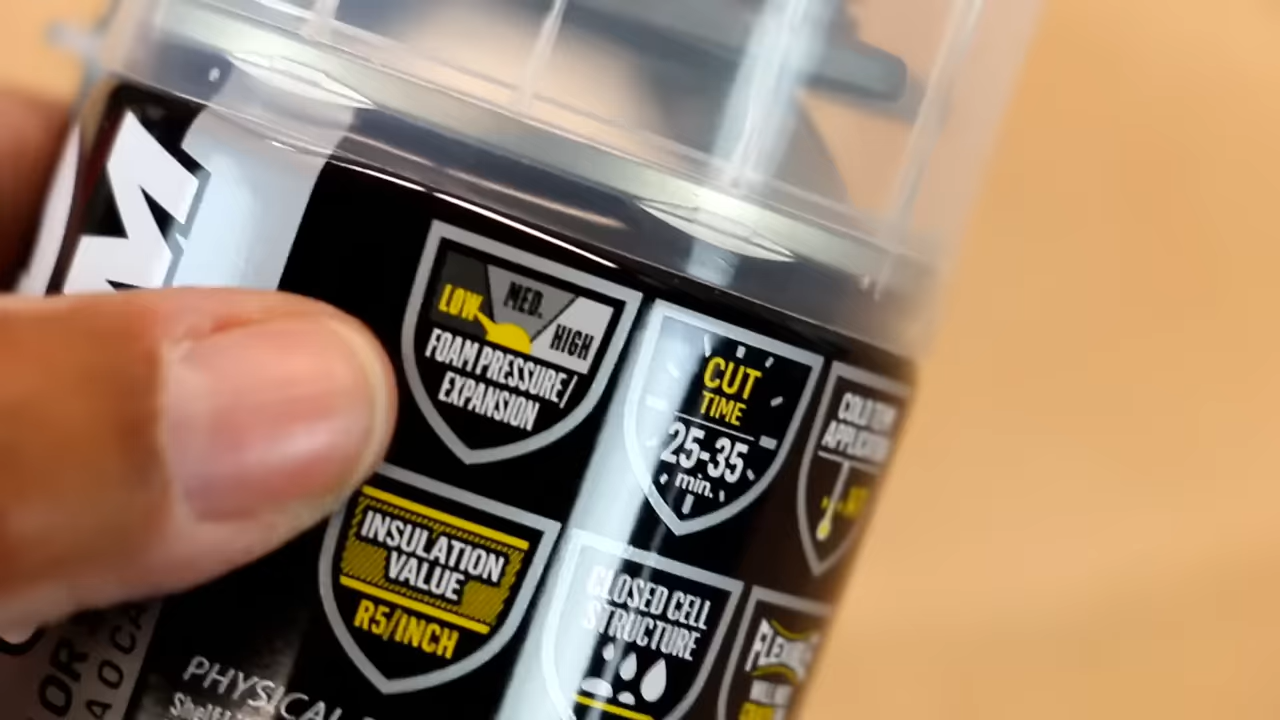 M
LOW
MED.
HIGH
FOAM PRESSURE/
EXPANSION
CUT
TIME
25-35
min.
COLD
INSULATION
VALUE
R5/INCH
CLOSED CELL
STRUCTURE
PHYSICAL